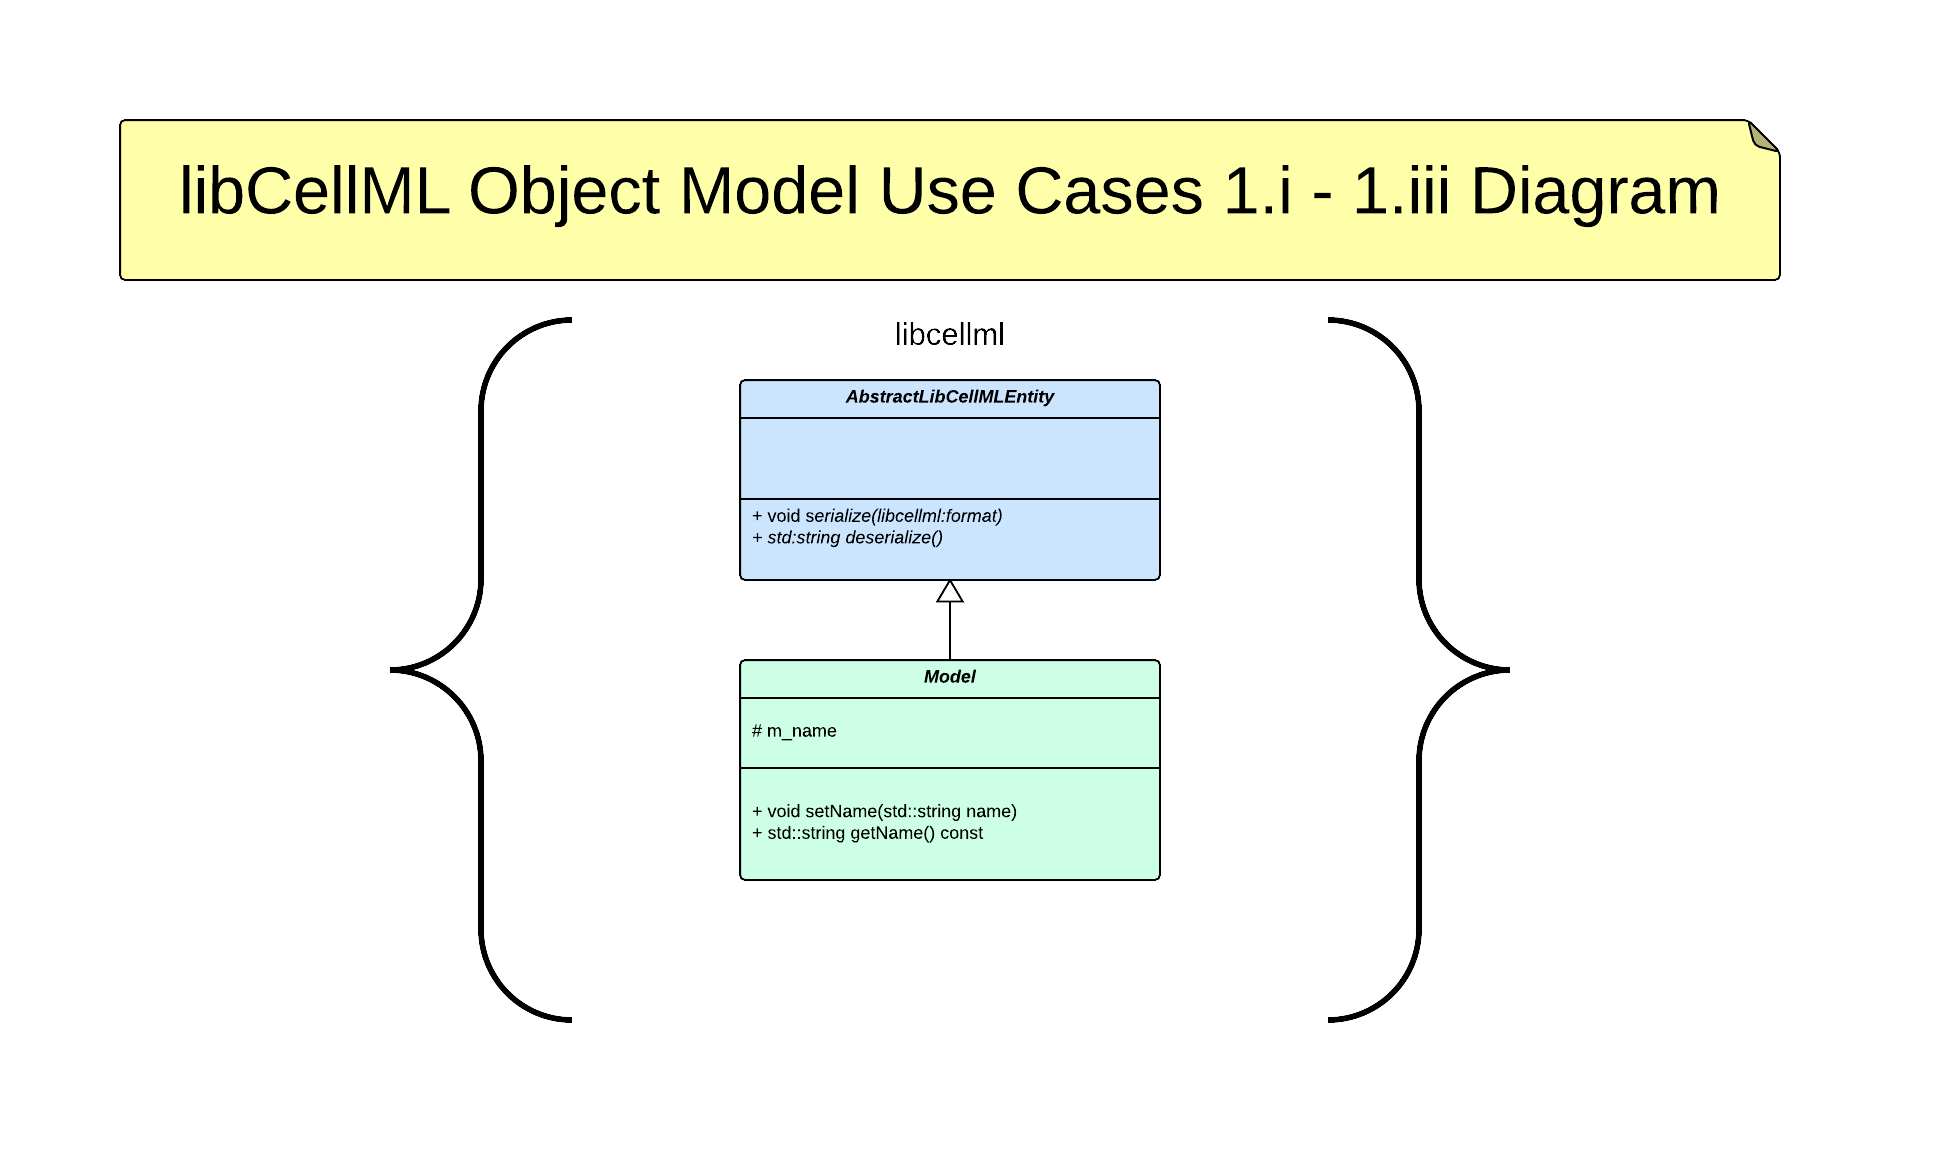 libCellML Object Model Use Cases 1.i - 1.iii Diagram
libcellml
AbstractLibCellMLEntity
+ void serialize(libcellml:format)
+ std:string deserialize()
Model
# m_name
+ void setName(std::string name)
+ std::string getName() const